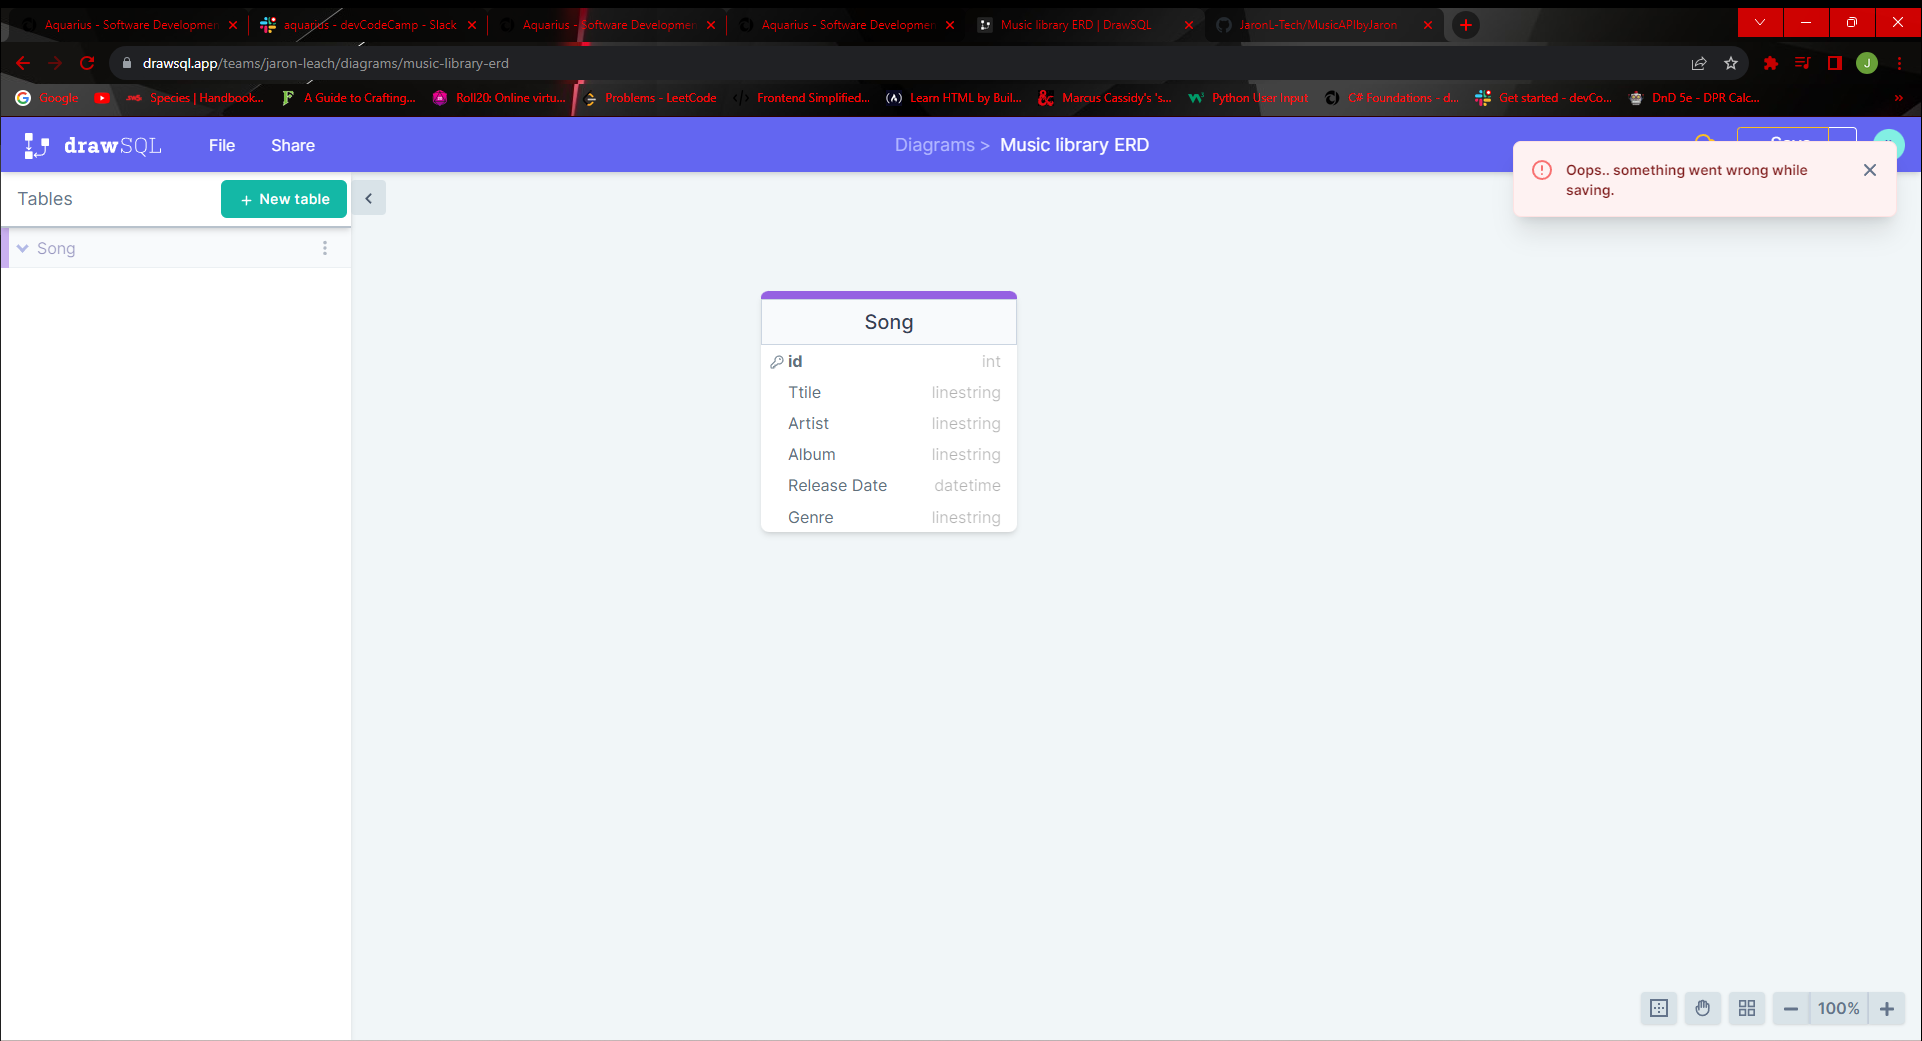 Aquarius - Software Developmen
aquarius - devCodeCamp - Slack
Aquarius - Software Developmen
Aquarius - Software Developmen
Music library ERD | DrawSQL
JaronL-Tech/MusicAPIbyJaron
drawsql.app/teams/jaron-leach/diagrams/music-library-erd
J
Google
Species | Handbook...
A Guide to Crafting...
Roll20: Online virtu...
Problems - LeetCode
Frontend Simplified...
Learn HTML by Buil...
Marcus Cassidy's 's...
Python User Input
C# Foundations - d...
Get started - devCo...
DnD 5e - DPR Calc...
»
drawSQL
File
Share
Diagrams > Music library ERD
Save
Oops.. something went wrong while
saving.
Tables
+ New table
Song
Song
id int
Ttile linestring
Artist linestring
Album linestring
Release Date datetime
Genre linestring
100%